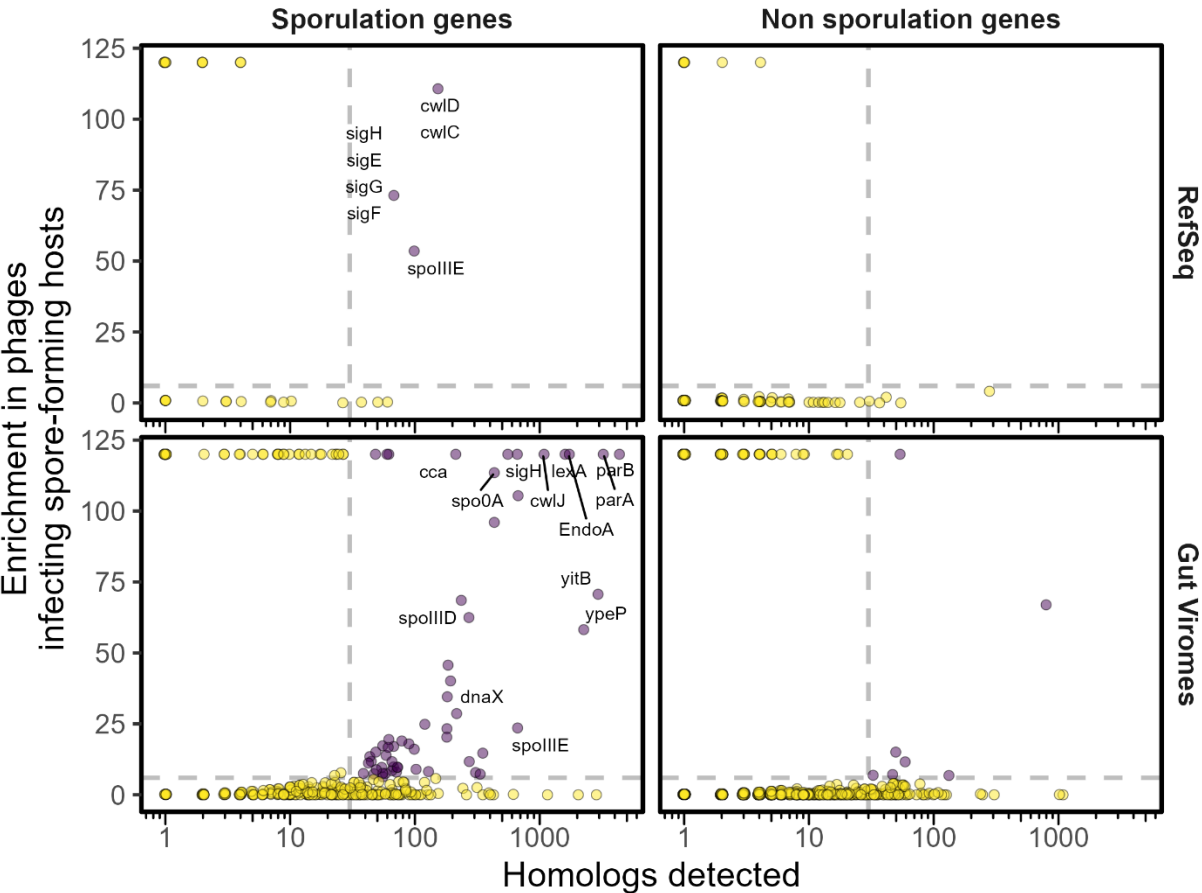 Sporulation genes
Non sporulation genes
Enrichment in phages
infecting spore-forming hosts
125
100
75
50
25
0
cwlD
cwlC
sigH
sigE
sigG
sigF
spoIIIE
RefSeq
125
100
75
50
25
0
cca
sigH
lexA
parB
spo0A
cwlJ
parA
EndoA
yitB
ypeP
spoIIID
dnaX
spoIIIE
Gut Viromes
1
10
100
1000
1
10
100
1000
Homologs detected